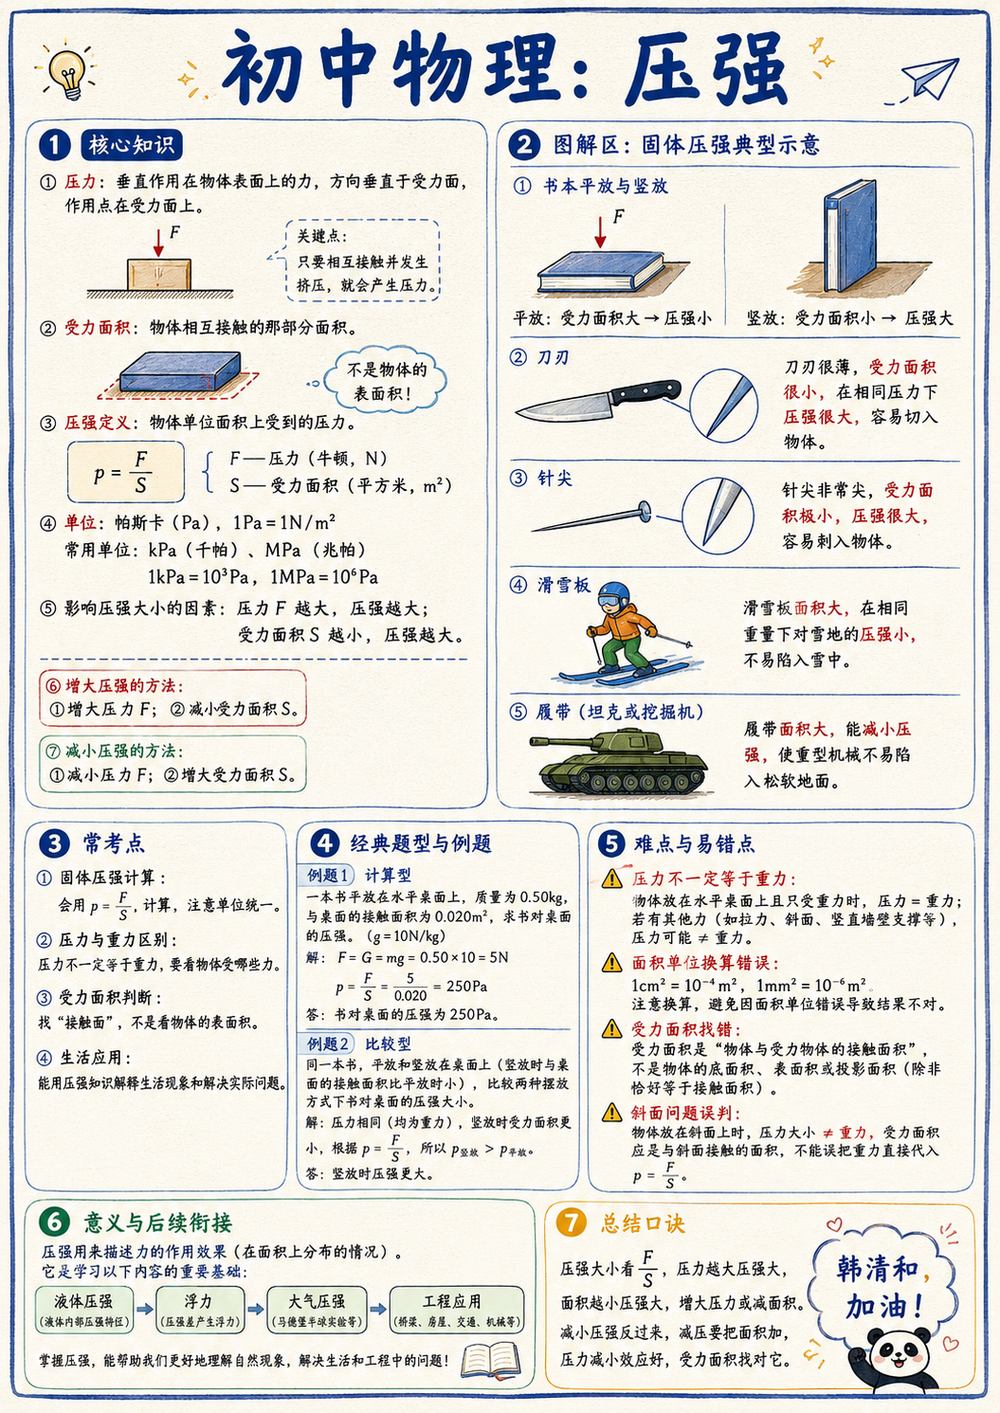 初中物理：压强
1 核心知识
① 压力：垂直作用在物体表面上的力，方向垂直于受力面，
作用点在受力面上。
F
关键点：
只要相互接触并发生
挤压，就会产生压力。
② 受力面积：物体相互接触的那部分面积。
不是物体的
表面积！
③ 压强定义：物体单位面积上受到的压力。
p = F/S
F — 压力（牛顿，N）
S — 受力面积（平方米，m²）
④ 单位：帕斯卡（Pa），1Pa = 1N/m²
常用单位：kPa（千帕）、MPa（兆帕）
1kPa = 10³Pa，1MPa = 10⁶Pa
⑤ 影响压强大小的因素：压力 F 越大，压强越大；
受力面积 S 越小，压强越大。
⑥ 增大压强的方法：
①增大压力 F；②减小受力面积 S。
⑦ 减小压强的方法：
①减小压力 F；②增大受力面积 S。
2 图解区：固体压强典型示意
① 书本平放与竖放
F
平放：受力面积大 → 压强小
竖放：受力面积小 → 压强大
② 刀刃
刀刃很薄，受力面积
很小，在相同压力下
压强很大，容易切入
物体。
③ 针尖
针尖非常尖，受力面
积极小，压强很大，
容易刺入物体。
④ 滑雪板
滑雪板面积大，在相同
重量下对雪地的压强小，
不易陷入雪中。
⑤ 履带（坦克或挖掘机）
履带面积大，能减小压
强，使重型机械不易陷
入松软地面。
3 常考点
① 固体压强计算：
会用 p = F/S，计算，注意单位统一。
② 压力与重力区别：
压力不一定等于重力，要看物体受哪些力。
③ 受力面积判断：
找“接触面”，不是看物体的表面积。
④ 生活应用：
能用压强知识解释生活现象和解决实际问题。
4 经典题型与例题
例题1 计算型
一本书平放在水平桌面上，质量为 0.50kg，
与桌面的接触面积为 0.020m²，求书对桌面
的压强。（g = 10N/kg）
解：F = G = mg = 0.50 × 10 = 5N
p = F/S = 5/0.020 = 250Pa
答：书对桌面的压强为 250Pa。
例题2 比较型
同一本书，平放和竖放在桌面上（竖放时与桌
面的接触面积比平放时小），比较两种摆放
方式下书对桌面的压强大小。
解：压力相同（均为重力），竖放时受力面积更
小，根据 p = F/S，所以 p竖放 > p平放。
答：竖放时压强更大。
5 难点与易错点
压力不一定等于重力：
物体放在水平桌面上且只受重力时，压力 = 重力；
若有其他力（如拉力、斜面、竖直墙壁支撑等），
压力可能 ≠ 重力。
面积单位换算错误：
1cm² = 10⁻⁴ m²，1mm² = 10⁻⁶ m²。
注意换算，避免因面积单位错误导致结果不对。
受力面积找错：
受力面积是“物体与受力物体的接触面积”，
不是物体的底面积、表面积或投影面积（除非
恰好等于接触面积）。
斜面问题误判：
物体放在斜面上时，压力大小 ≠ 重力，受力面积
应是与斜面接触的面积，不能误把重力直接代入
p = F/S。
6 意义与后续衔接
压强用来描述力的作用效果（在面积上分布的情况）。
它是学习以下内容的重要基础：
液体压强
（液体内部压强特征）
浮力
（压强差产生浮力）
大气压强
（马德堡半球实验等）
工程应用
（桥梁、房屋、交通、机械等）
掌握压强，能帮助我们更好地理解自然现象，解决生活和工程中的问题！
7 总结口诀
压强大小看 F/S，压力越大压强大，
面积越小压强大，增大压力或减面积。
减小压强反过来，减压要把面积加，
压力减小效应好，受力面积找对它。
韩清和，
加油！